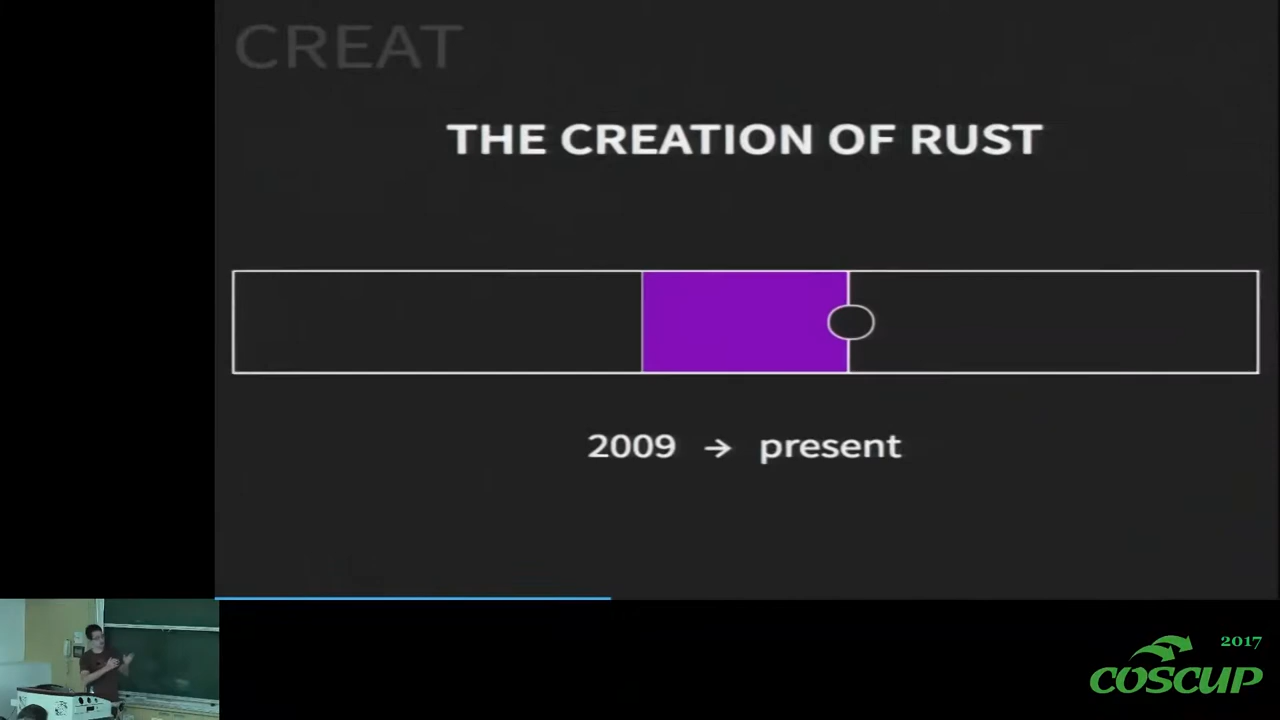 CREAT
THE CREATION OF RUST
2009 → present
2017
COSCUP